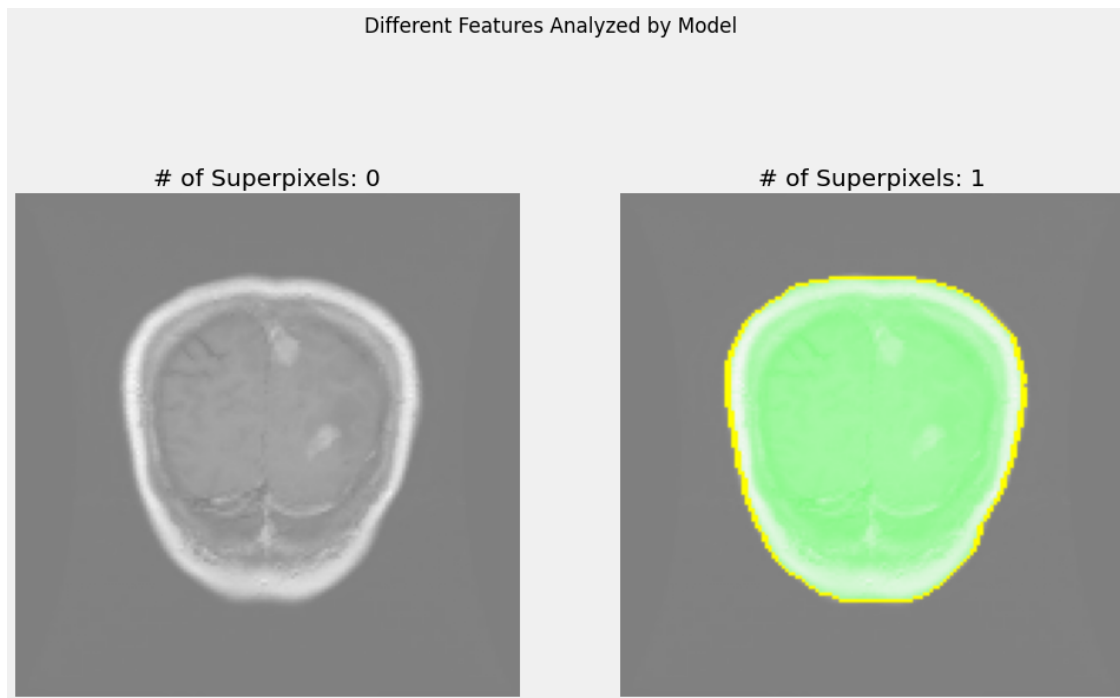 Different Features Analyzed by Model
# of Superpixels: 0
# of Superpixels: 1